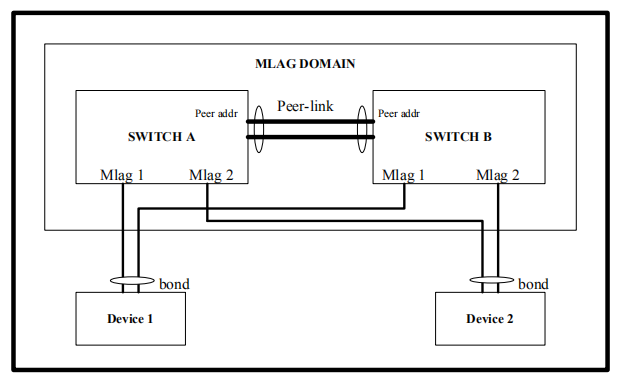 MLAG DOMAIN
Peer addr
Peer-link
Peer addr
SWITCH A
SWITCH B
Mlag 1
Mlag 2
Mlag 1
Mlag 2
bond
bond
Device 1
Device 2